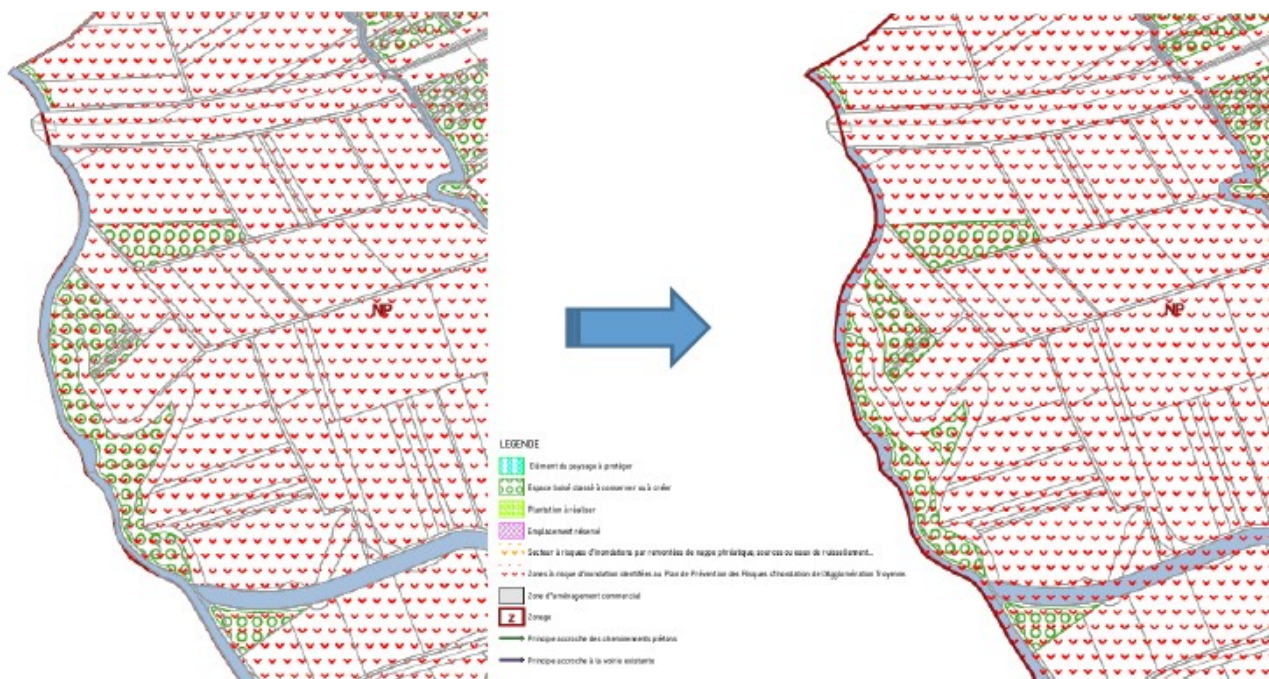 NP
NP
LEGENDE
Elément du paysage à protéger
Espace boisé classé à conserver ou à créer
Plantation à réaliser
Emplacement réservé
Secteur à risques d'inondations par remontées de nappe phréatique, sources ou eaux de ruissellement...
Zones à risque d'inondation identifiées au Plan de Prévention des Risques d'Inondation de l'Agglomération Troyenne.
Zone d'aménagement commercial
Z Zonage
Principe accroche des cheminements piétons
Principe accroche à la voirie existante